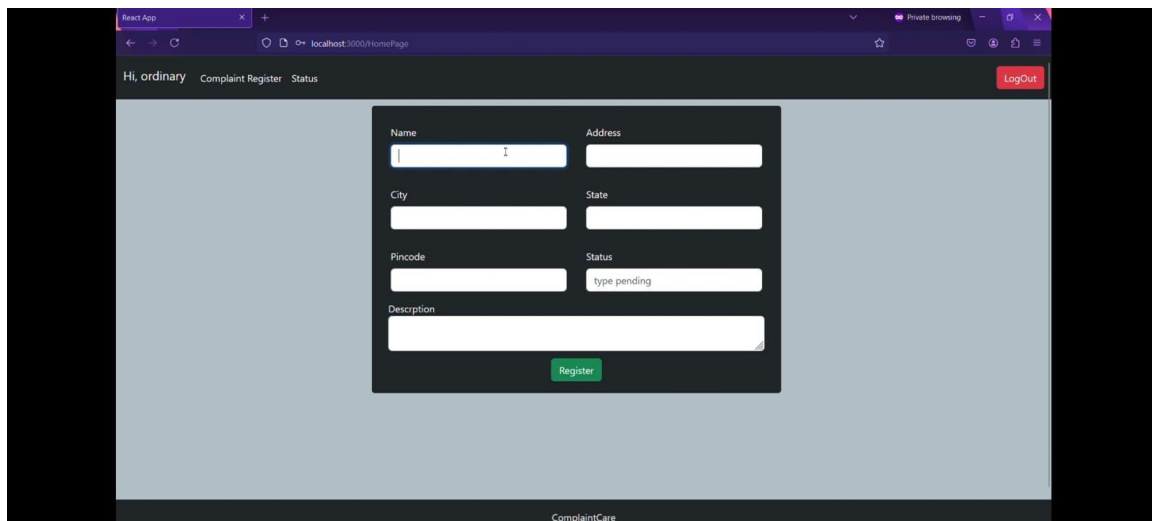 React App
Private browsing
localhost:3000/HomePage
Hi, ordinary Complaint Register Status LogOut
Name Address
City State
Pincode Status
type pending
Descrption
Register
ComplaintCare